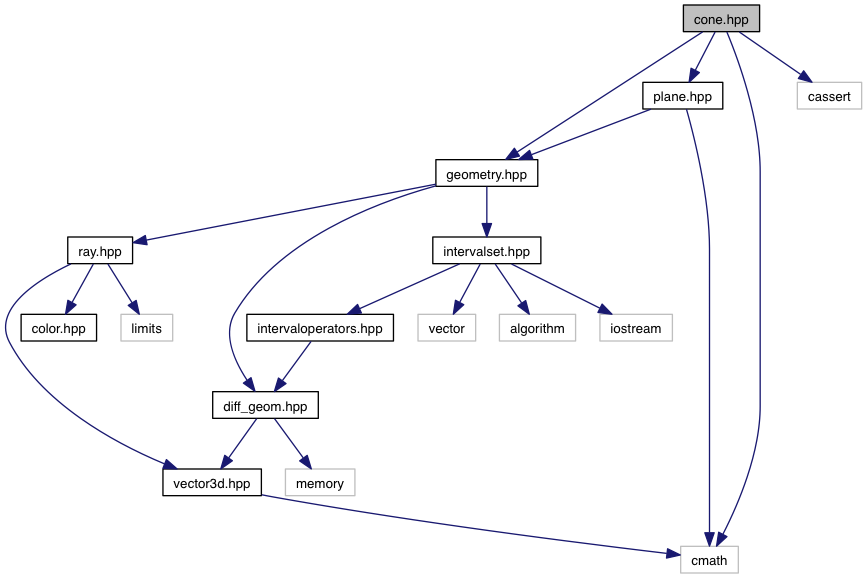 cone.hpp
plane.hpp
cassert
geometry.hpp
ray.hpp
intervalset.hpp
color.hpp
limits
intervaloperators.hpp
vector
algorithm
iostream
diff_geom.hpp
vector3d.hpp
memory
cmath